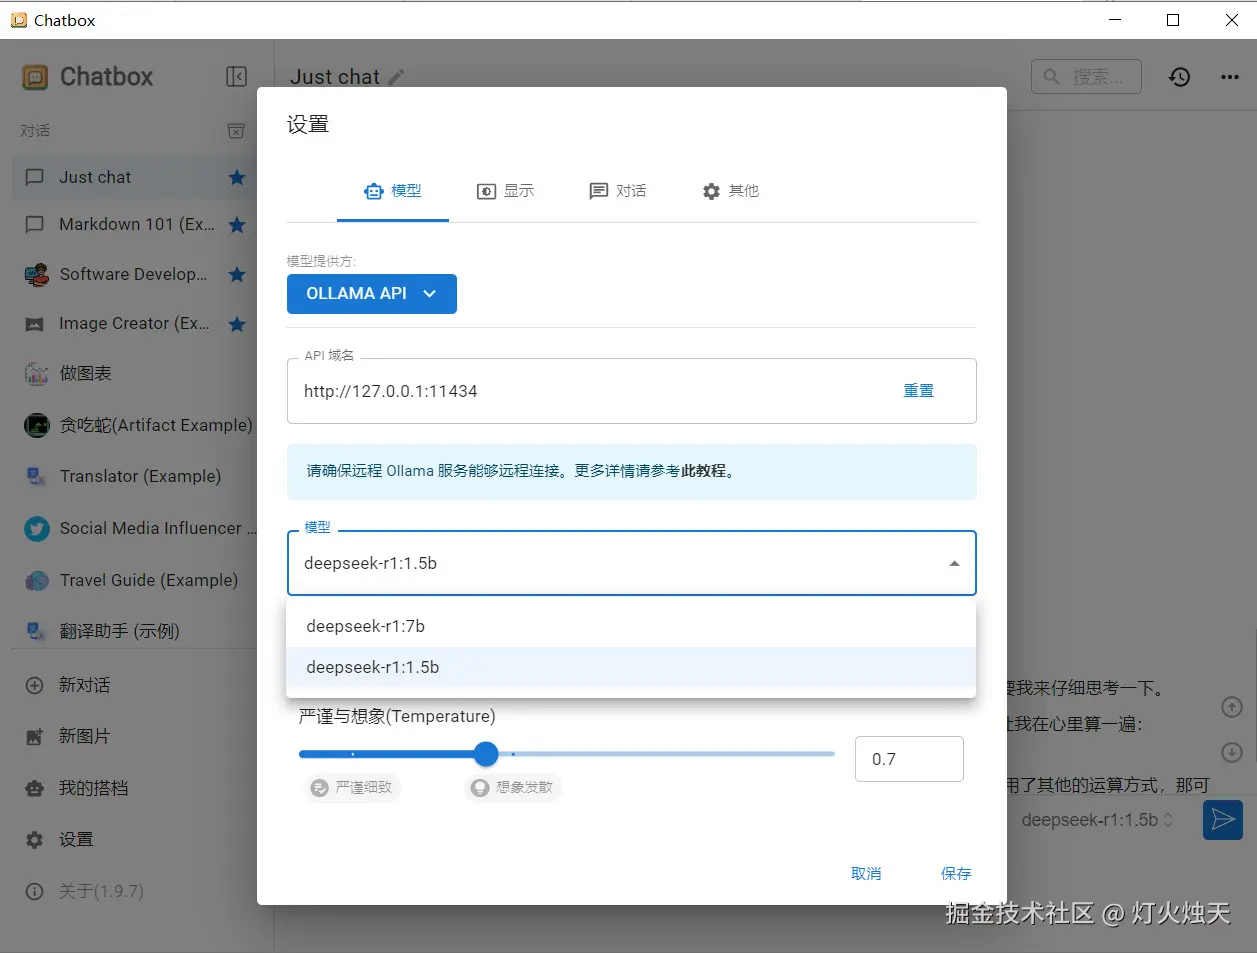 Chatbox
Chatbox
Just chat
搜索...
对话
Just chat
Markdown 101 (Ex...
Software Develop...
Image Creator (Ex...
做图表
贪吃蛇(Artifact Example)
Translator (Example)
Social Media Influencer ...
Travel Guide (Example)
翻译助手 (示例)
新对话
新图片
我的搭档
设置
关于(1.9.7)
设置
模型
显示
对话
其他
模型提供方:
OLLAMA API
API 域名
http://127.0.0.1:11434
重置
请确保远程 Ollama 服务能够远程连接。更多详情请参考此教程。
模型
deepseek-r1:1.5b
deepseek-r1:7b
deepseek-r1:1.5b
严谨与想象(Temperature)
0.7
严谨细致
想象发散
取消
保存
要我来仔细思考一下。
让我在心里算一遍:
用了其他的运算方式，那可
deepseek-r1:1.5b
掘金技术社区 @ 灯火烛天